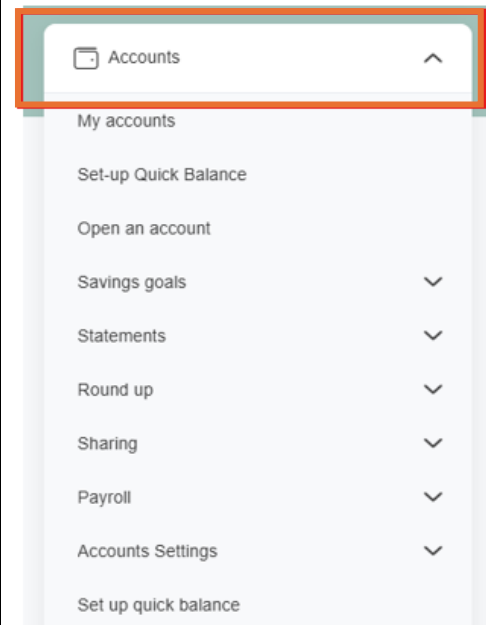 Accounts
My accounts
Set-up Quick Balance
Open an account
Savings goals
Statements
Round up
Sharing
Payroll
Accounts Settings
Set up quick balance